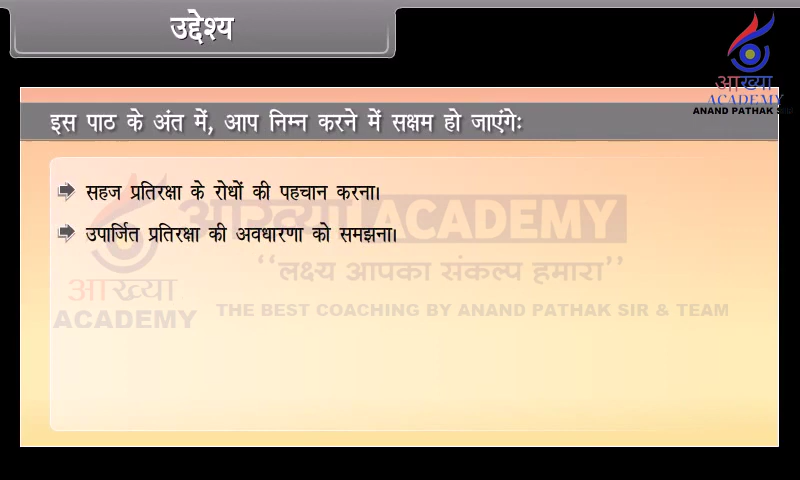 उद्देश्य
आख्या
ACADEMY
ANAND PATHAK SIR
इस पाठ के अंत में, आप निम्न करने में सक्षम हो जाएंगेः
सहज प्रतिरक्षा के रोधों की पहचान करना।
उपार्जित प्रतिरक्षा की अवधारणा को समझना।
आख्या ACADEMY
‘‘लक्ष्य आपका संकल्प हमारा’’
आख्या
ACADEMY
THE BEST COACHING BY ANAND PATHAK SIR & TEAM